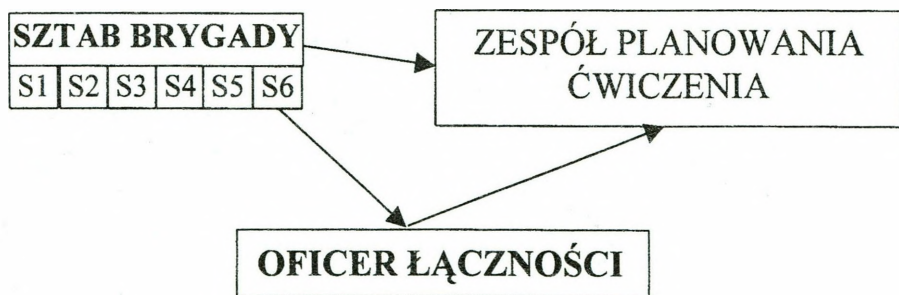 SZTAB BRYGADY
S1 S2 S3 S4 S5 S6
ZESPÓŁ PLANOWANIA
ĆWICZENIA
OFICER ŁĄCZNOŚCI